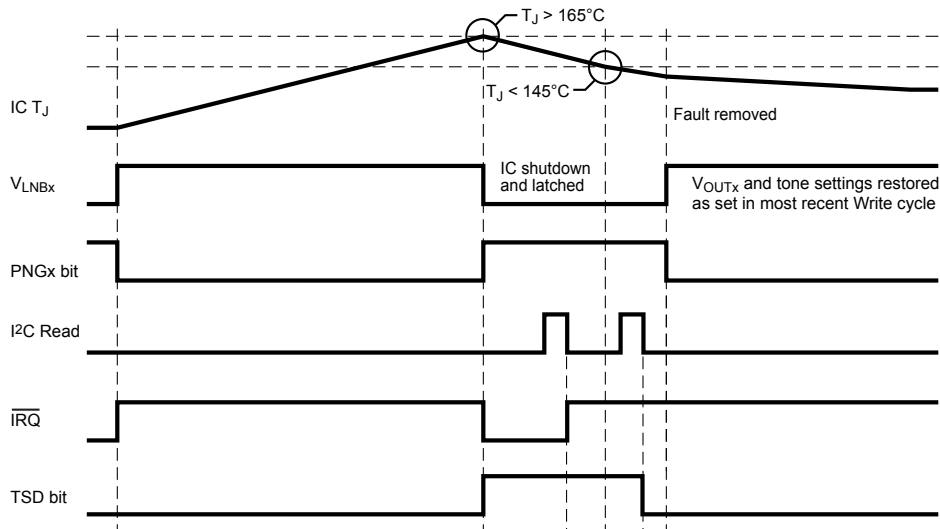 T_J > 165°C
T_J < 145°C
IC T_J
Fault removed
V_LNBx
IC shutdown
and latched
V_OUTx and tone settings restored
as set in most recent Write cycle
PNGx bit
I²C Read
I̅R̅Q̅
TSD bit